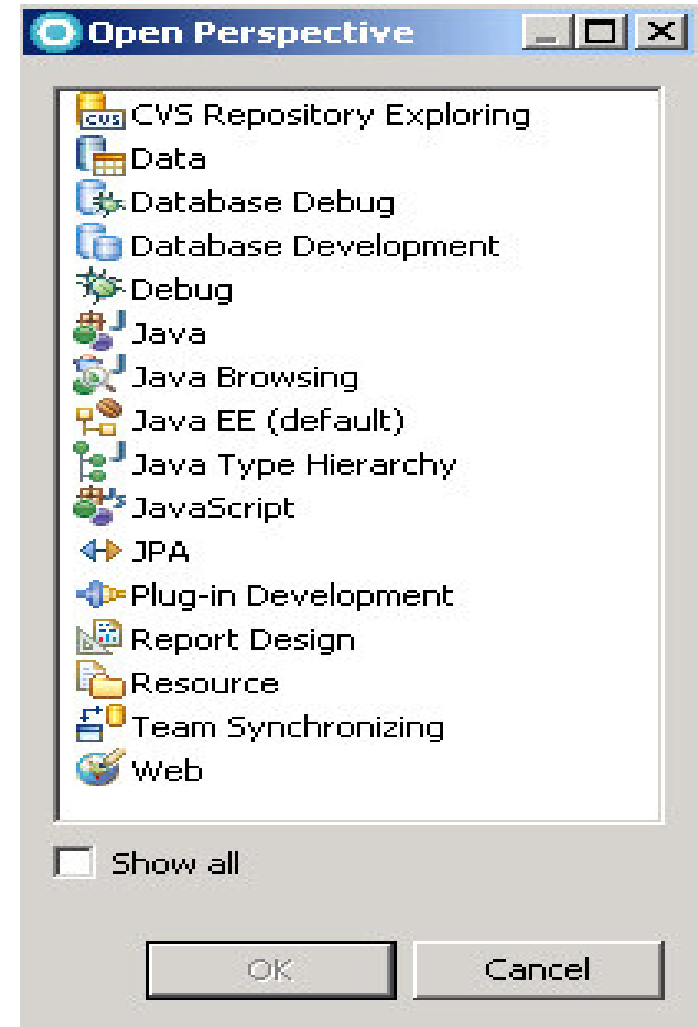 Open Perspective
CVS Repository Exploring
Data
Database Debug
Database Development
Debug
Java
Java Browsing
Java EE (default)
Java Type Hierarchy
JavaScript
JPA
Plug-in Development
Report Design
Resource
Team Synchronizing
Web
Show all
OK
Cancel